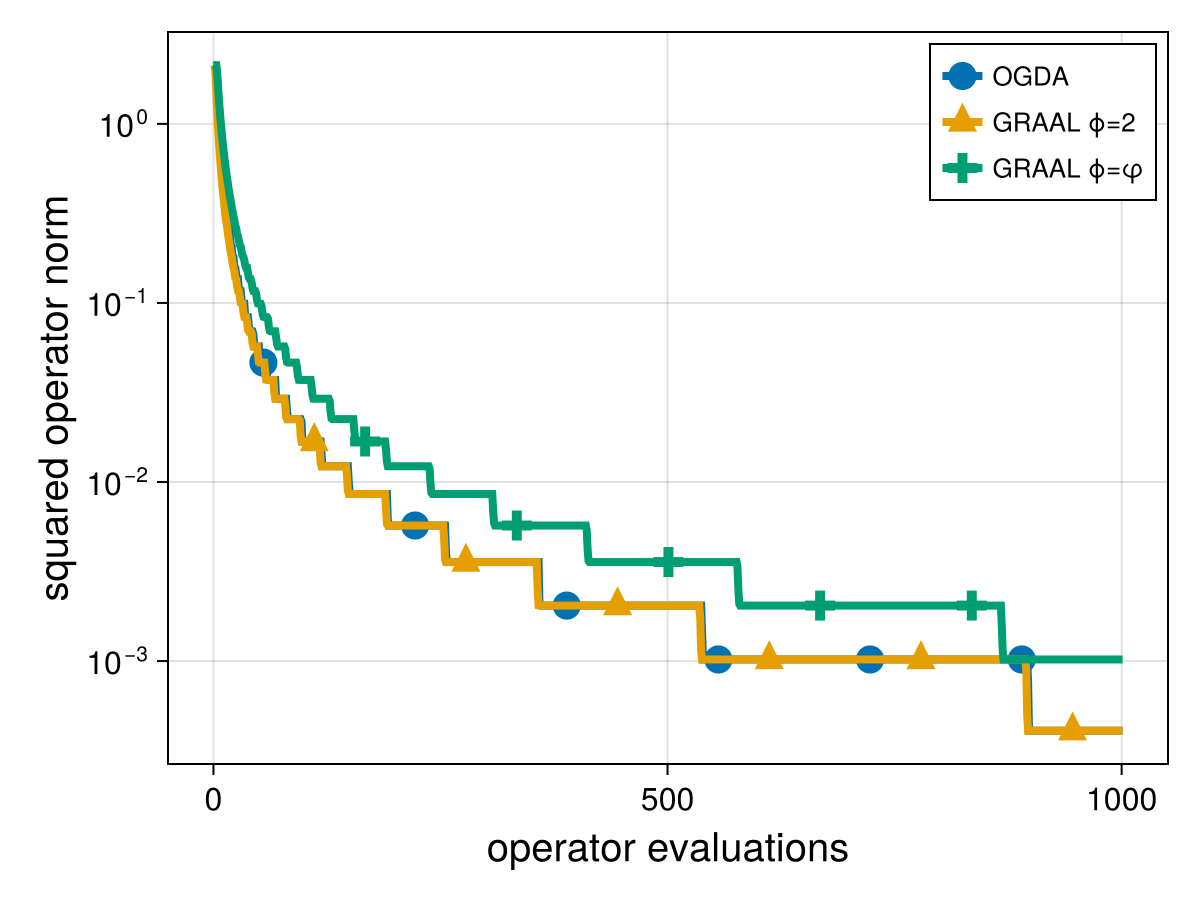 squared operator norm
10⁰
10⁻¹
10⁻²
10⁻³
OGDA
GRAAL ϕ=2
GRAAL ϕ=φ
0
500
1000
operator evaluations